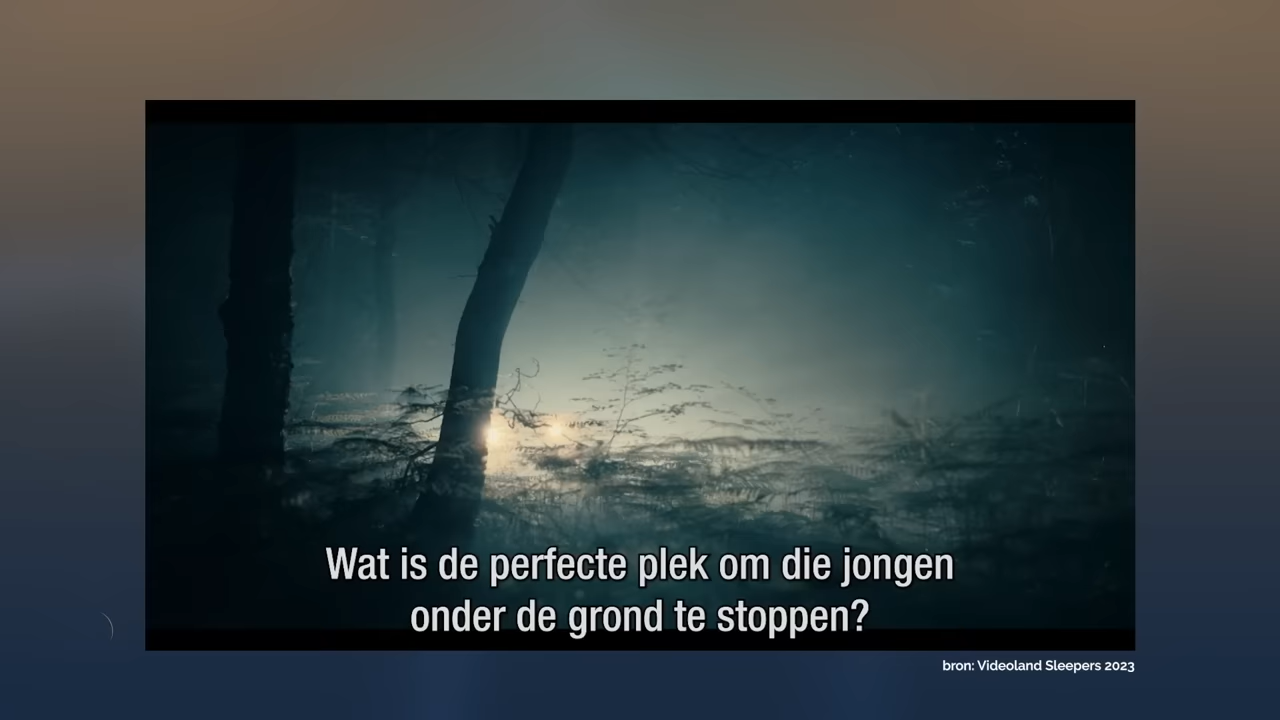 Wat is de perfecte plek om die jongen
onder de grond te stoppen?
bron: Videoland Sleepers 2023